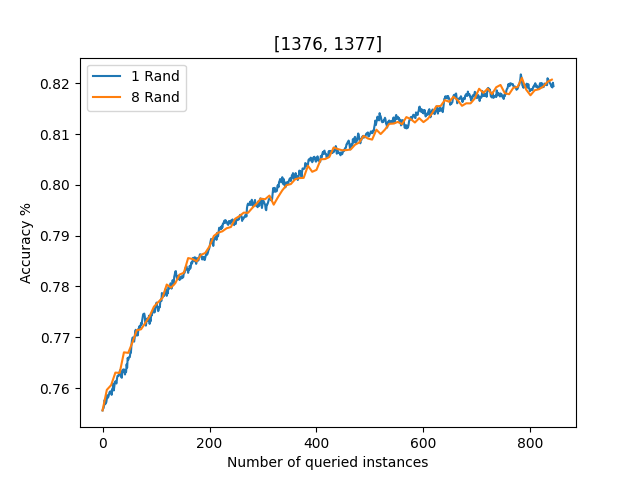 [1376, 1377]
1 Rand
8 Rand
0.82
0.81
0.80
0.79
0.78
0.77
0.76
Accuracy %
0 200 400 600 800
Number of queried instances